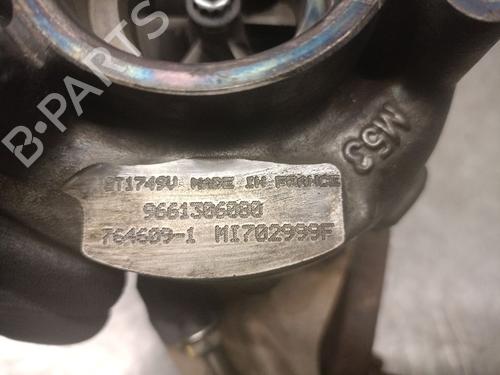 B-PARTS
M53
GT1749V MADE IN FRANCE
9661306080
764609-1 MI702999F